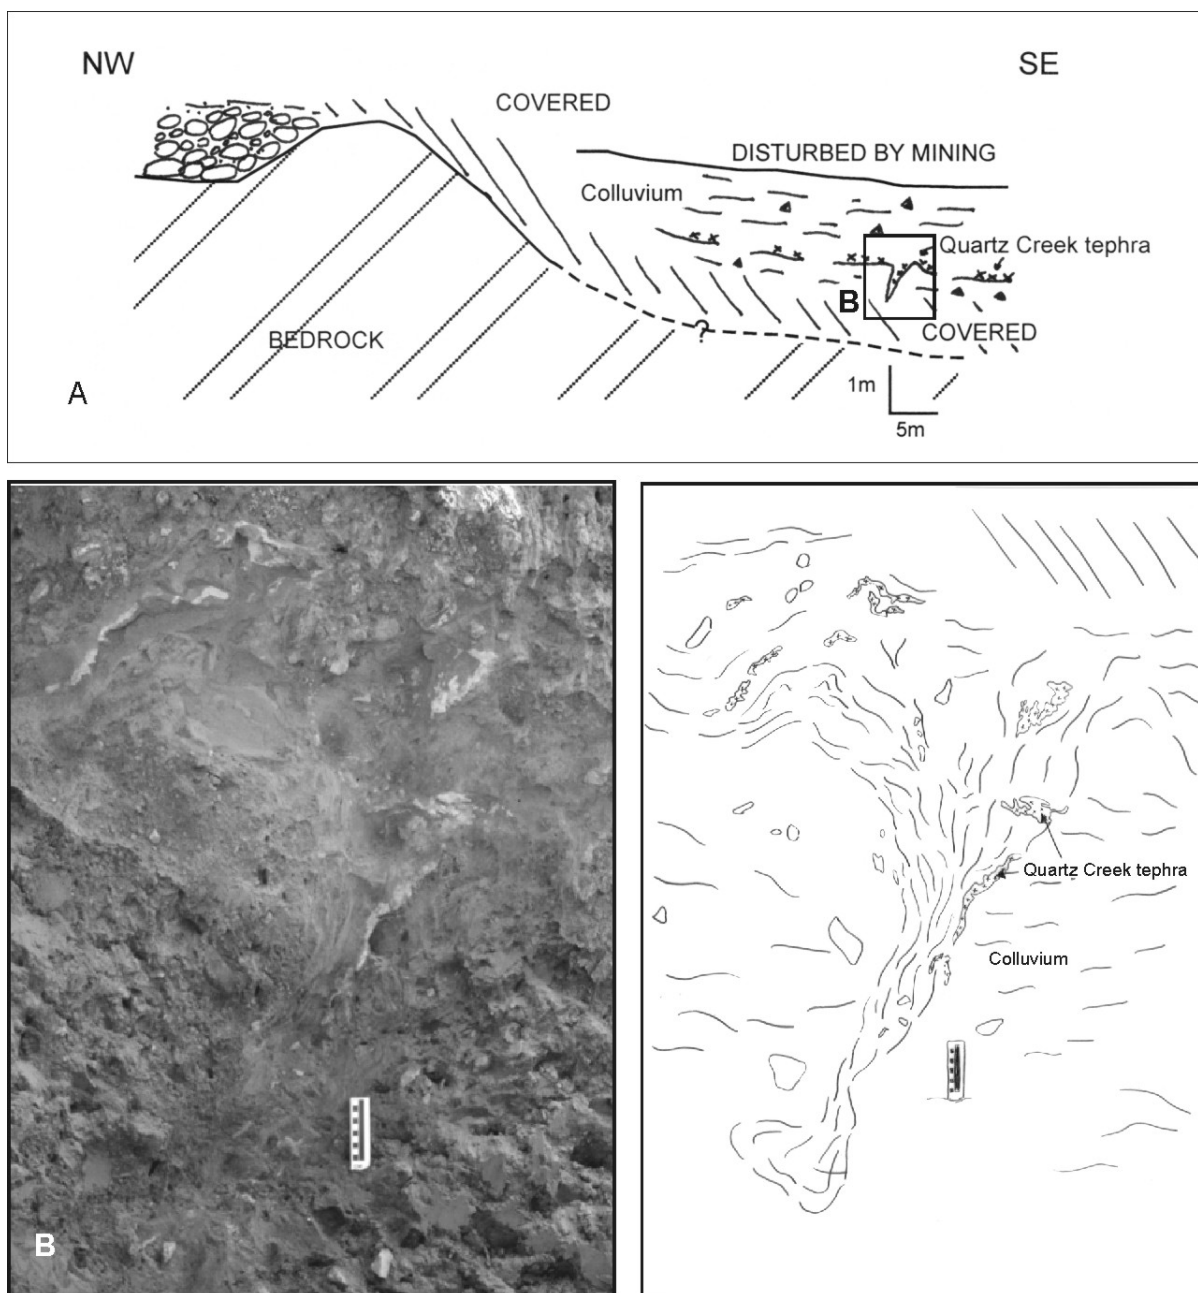 NW
SE
COVERED
DISTURBED BY MINING
Colluvium
Quartz Creek tephra
B
COVERED
?
BEDROCK
A
1m
5m
Quartz Creek tephra
Colluvium
B